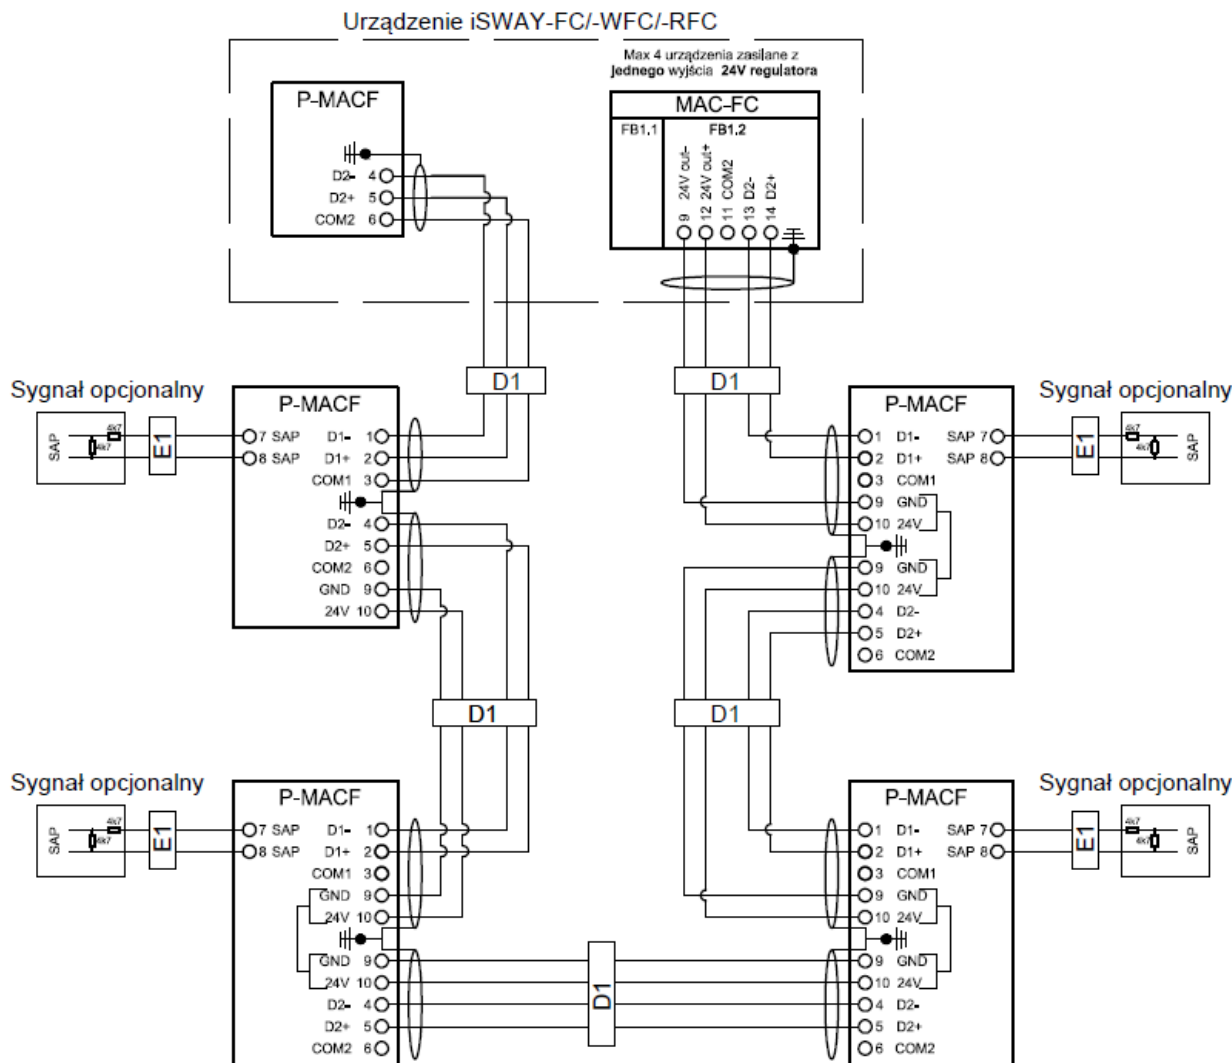 Urządzenie iSWAY-FC/-WFC/-RFC
Max 4 urządzenia zasilane z
jednego wyjścia 24V regulatora
P-MACF
D2- 4
D2+ 5
COM2 6
MAC-FC
FB1.1 FB1.2
9 24V out-
12 24V out+
11 COM2
13 D2-
14 D2+
D1
D1
Sygnał opcjonalny
SAP
4k7
4k7
E1
P-MACF
7 SAP
8 SAP
D1- 1
D1+ 2
COM1 3
D2- 4
D2+ 5
COM2 6
GND 9
24V 10
P-MACF
1 D1-
2 D1+
3 COM1
9 GND
10 24V
9 GND
10 24V
4 D2-
5 D2+
6 COM2
SAP 7
SAP 8
E1
Sygnał opcjonalny
4k7
4k7
SAP
D1
D1
Sygnał opcjonalny
SAP
4k7
4k7
E1
P-MACF
7 SAP
8 SAP
D1- 1
D1+ 2
COM1 3
GND 9
24V 10
GND 9
24V 10
D2- 4
D2+ 5
COM2 6
D1
P-MACF
1 D1-
2 D1+
3 COM1
9 GND
10 24V
9 GND
10 24V
4 D2-
5 D2+
6 COM2
SAP 7
SAP 8
E1
Sygnał opcjonalny
4k7
4k7
SAP